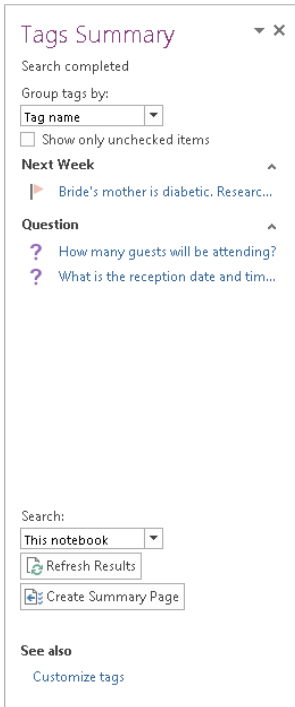 Tags Summary
Search completed
Group tags by:
Tag name
Show only unchecked items
Next Week
Bride's mother is diabetic. Researc...
Question
? How many guests will be attending?
? What is the reception date and tim...
Search:
This notebook
Refresh Results
Create Summary Page
See also
Customize tags